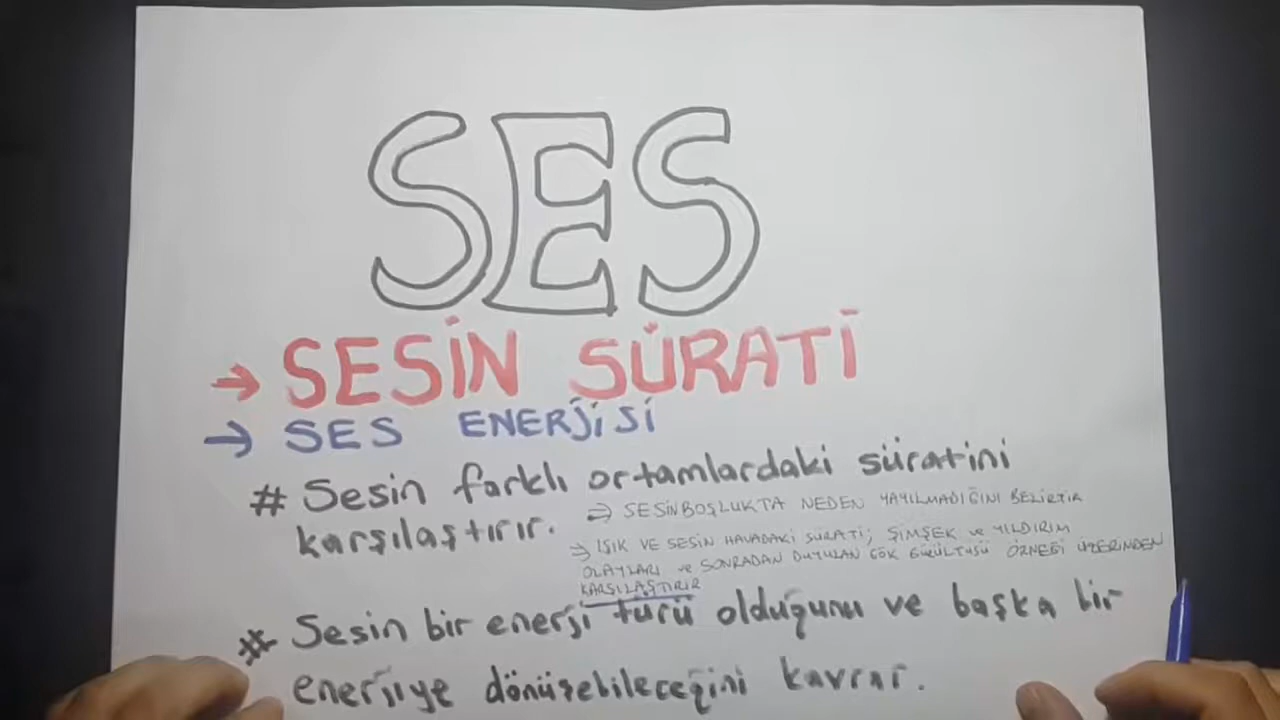 SES
→ SESİN SÜRATİ
→ SES ENERJİSİ
# Sesin farklı ortamlardaki süratini
karşılaştırır.
⇒ SESİN BOŞLUKTA NEDEN YAYILMADIĞINI BELİRTİR
⇒ IŞIK VE SESİN HAVADAKİ SÜRATİ; ŞİMŞEK ve YILDIRIM
OLAYLARI ve SONRADAN DUYULAN GÖK GÜRÜLTÜSÜ ÖRNEĞİ ÜZERİNDEN
KARŞILAŞTIRIR
# Sesin bir enerji türü olduğunu ve başka bir
enerjiye dönüşebileceğini kavrar.